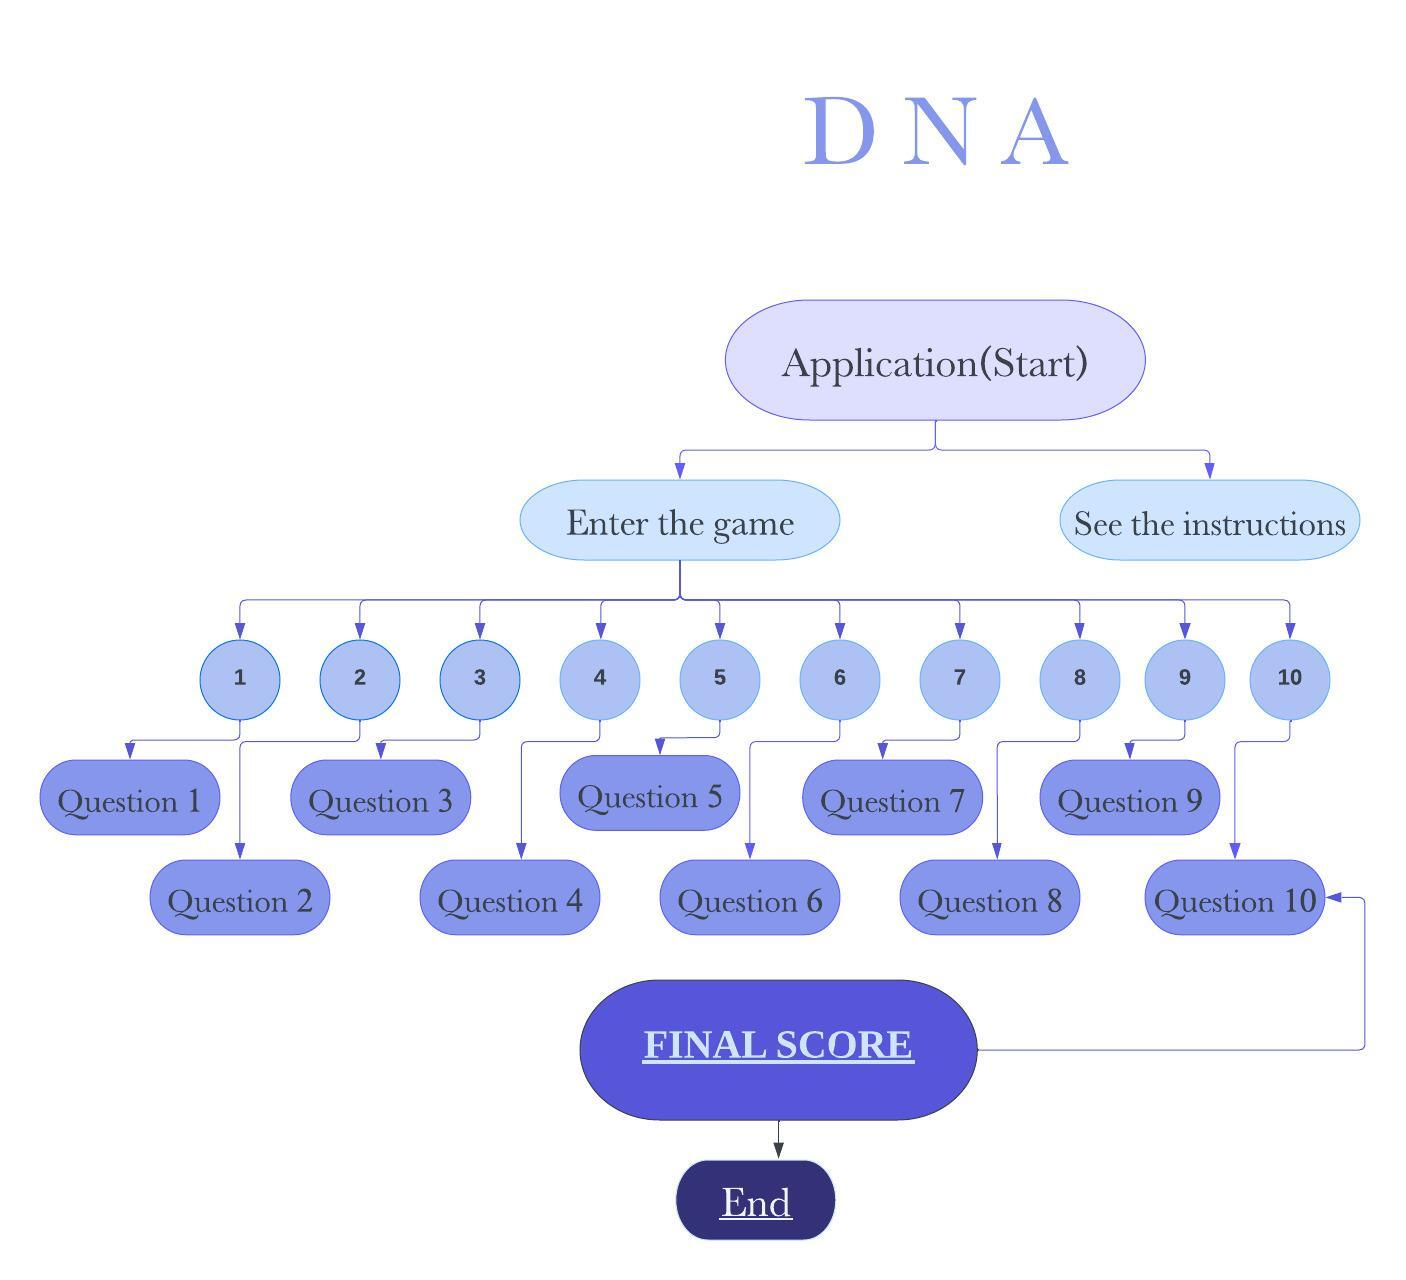 D N A
Application(Start)
Enter the game
See the instructions
1
2
3
4
5
6
7
8
9
10
Question 1
Question 3
Question 5
Question 7
Question 9
Question 2
Question 4
Question 6
Question 8
Question 10
FINAL SCORE
End